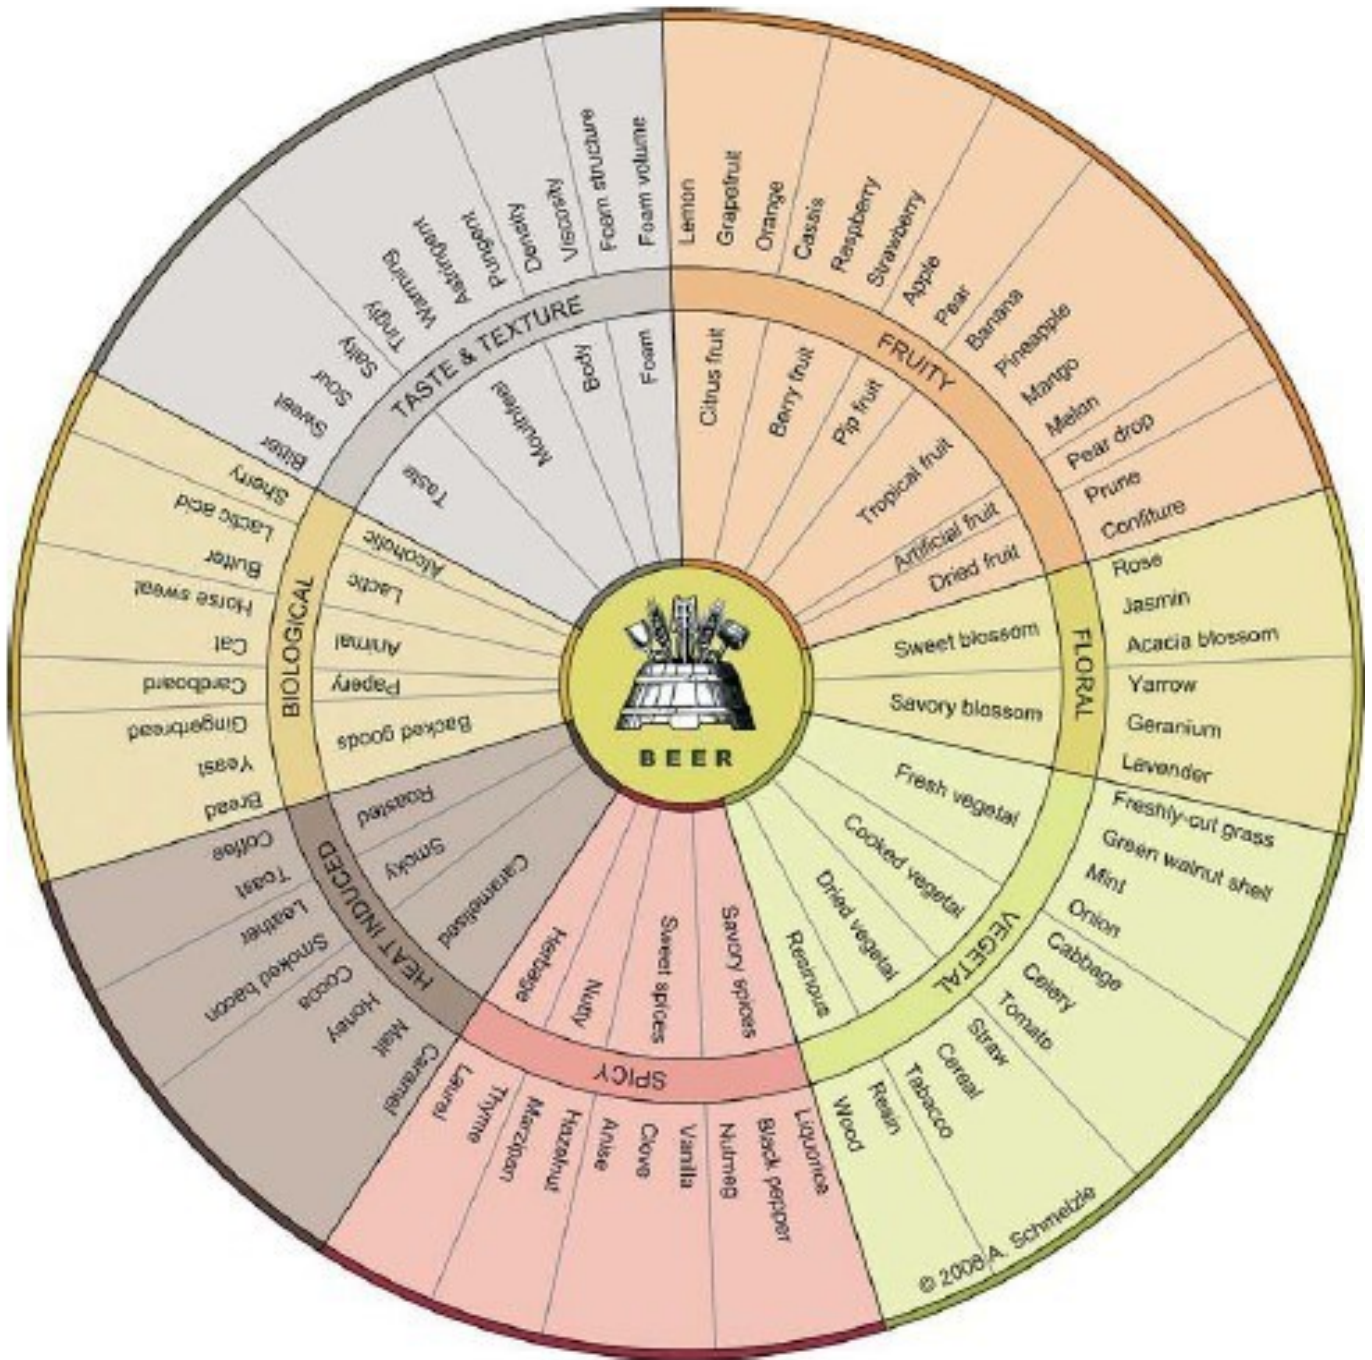 BEER
FRUITY
Citrus fruit
Lemon
Grapefruit
Orange
Berry fruit
Cassis
Raspberry
Strawberry
Pip fruit
Apple
Pear
Tropical fruit
Banana
Pineapple
Mango
Melon
Artificial fruit
Pear drop
Dried fruit
Prune
Confiture
FLORAL
Sweet blossom
Rose
Jasmin
Acacia blossom
Savory blossom
Yarrow
Geranium
Lavender
VEGETAL
Fresh vegetal
Freshly-cut grass
Green walnut shell
Mint
Onion
Cooked vegetal
Cabbage
Celery
Tomato
Dried vegetal
Straw
Cereal
Tabacco
Resinous
Resin
Wood
SPICY
Savory spices
Liquorice
Black pepper
Nutmeg
Sweet spices
Vanilla
Clove
Anise
Nutty
Hazelnut
Marzipan
Herbage
Thyme
Laurel
HEAT INDUCED
Caramelised
Caramel
Malt
Honey
Cocoa
Smoky
Smoked bacon
Leather
Roasted
Toast
Coffee
BIOLOGICAL
Backed goods
Bread
Yeast
Gingerbread
Papery
Cardboard
Animal
Cat
Horse sweat
Lactic
Butter
Lactic acid
Alcoholic
Sherry
TASTE & TEXTURE
Taste
Bitter
Sweet
Sour
Salty
Mouthfeel
Tingly
Warming
Astringent
Pungent
Body
Density
Viscosity
Foam
Foam structure
Foam volume
© 2008 A. Schmelzle